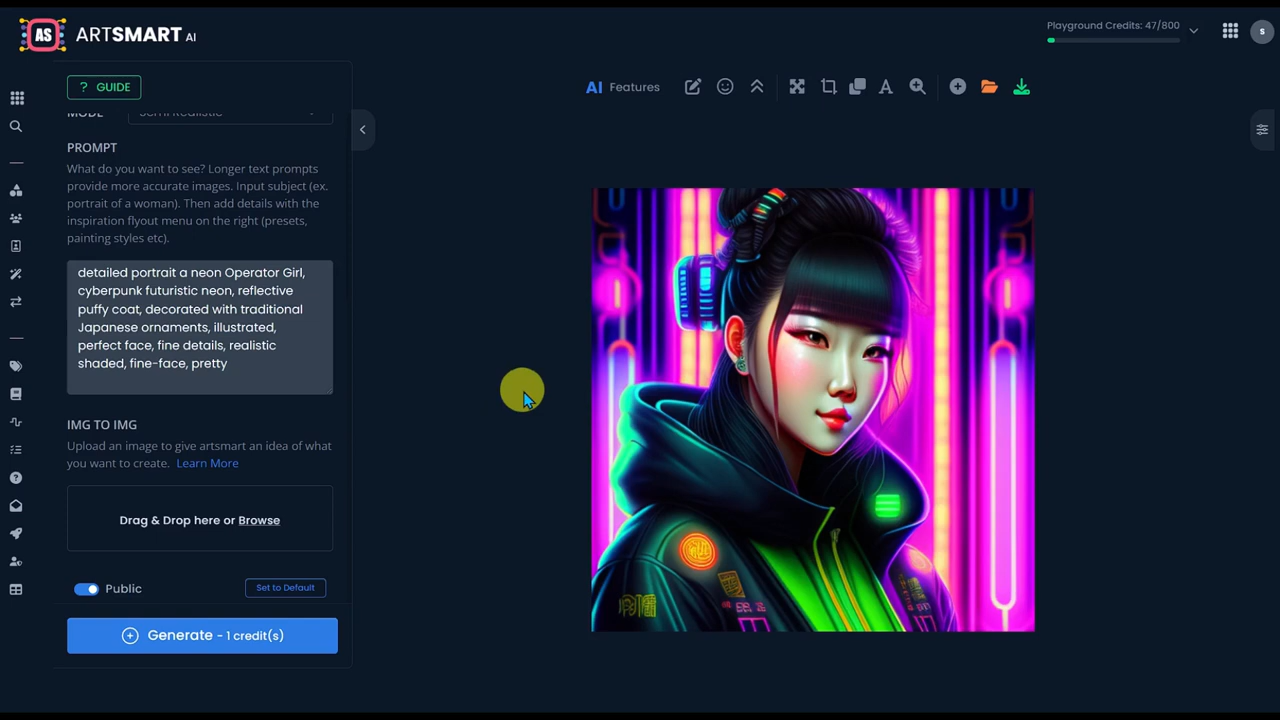 AS ARTSMART AI
Playground Credits: 47/800
S
? GUIDE
AI Features
A
MODE Semi Realistic
PROMPT
What do you want to see? Longer text prompts
provide more accurate images. Input subject (ex.
portrait of a woman). Then add details with the
inspiration flyout menu on the right (presets,
painting styles etc).
detailed portrait a neon Operator Girl,
cyberpunk futuristic neon, reflective
puffy coat, decorated with traditional
Japanese ornaments, illustrated,
perfect face, fine details, realistic
shaded, fine-face, pretty
IMG TO IMG
Upload an image to give artsmart an idea of what
you want to create. Learn More
Drag & Drop here or Browse
Public
Set to Default
Generate - 1 credit(s)